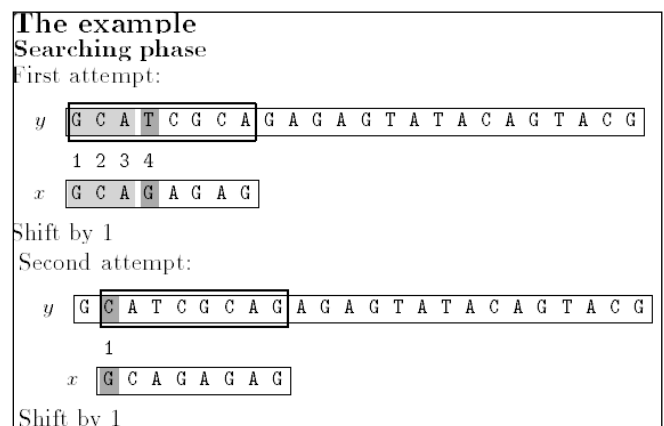 The example
Searching phase
First attempt:
y G C A T C G C A G A G A G T A T A C A G T A C G
1 2 3 4
x G C A G A G A G
Shift by 1
Second attempt:
y G C A T C G C A G A G A G T A T A C A G T A C G
1
x G C A G A G A G
Shift by 1